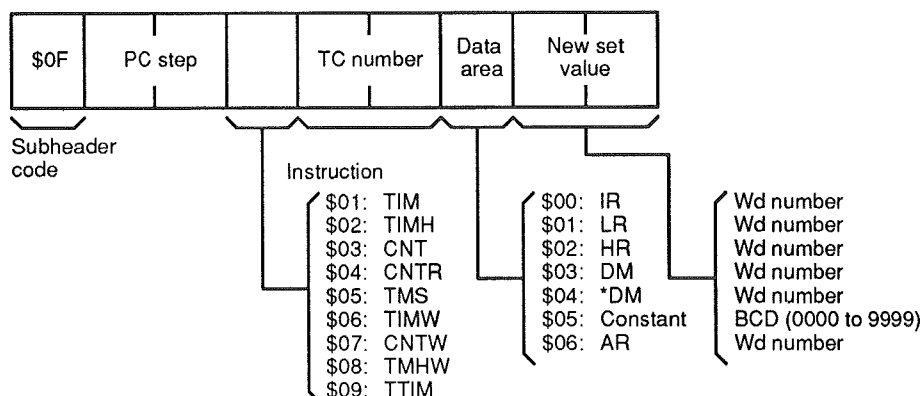 $0F PC step TC number Data area New set value
Subheader code
Instruction
$01: TIM
$02: TIMH
$03: CNT
$04: CNTR
$05: TMS
$06: TIMW
$07: CNTW
$08: TMHW
$09: TTIM
$00: IR Wd number
$01: LR Wd number
$02: HR Wd number
$03: DM Wd number
$04: *DM Wd number
$05: Constant BCD (0000 to 9999)
$06: AR Wd number